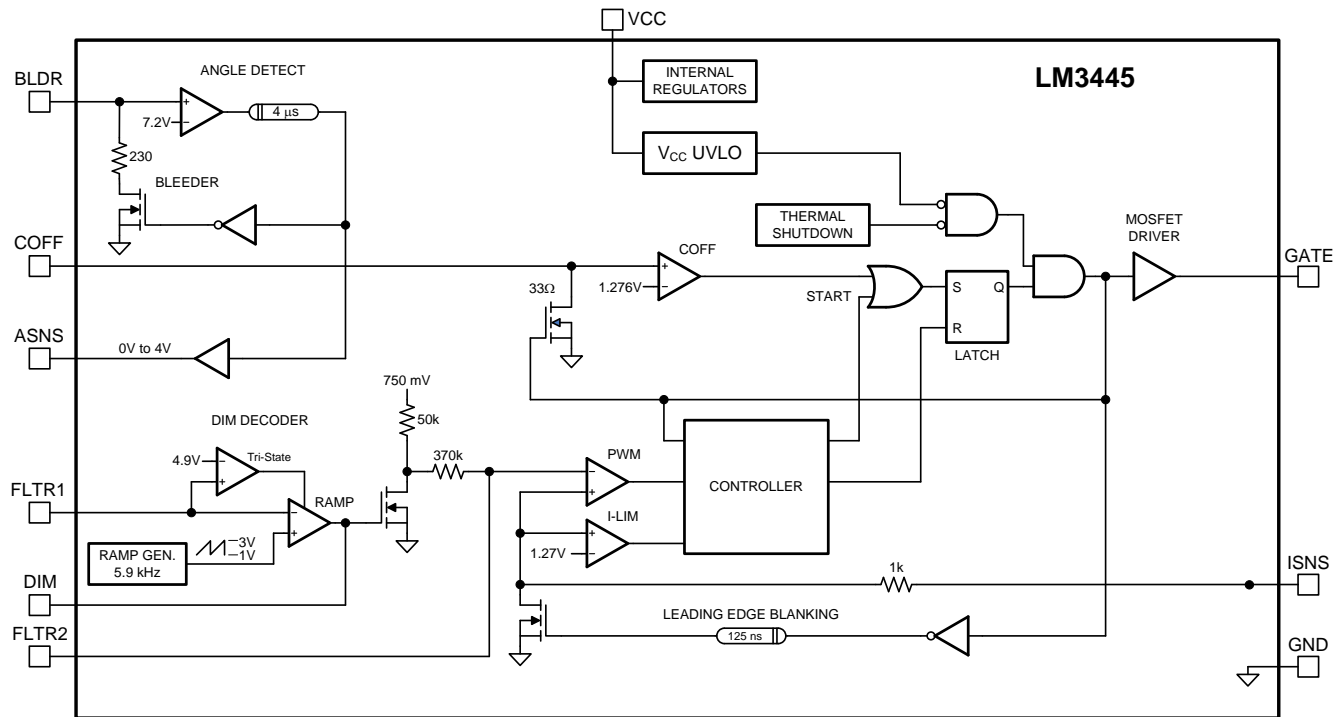 VCC
BLDR
ANGLE DETECT
INTERNAL
REGULATORS
LM3445
+
4 µs
7.2V
−
230
VCC UVLO
BLEEDER
THERMAL
SHUTDOWN
MOSFET
DRIVER
COFF
COFF
GATE
+
1.276V
−
33Ω
START
S
Q
R
LATCH
ASNS
0V to 4V
750 mV
50k
DIM DECODER
4.9V
−
Tri-State
+
370k
PWM
−
+
CONTROLLER
FLTR1
RAMP
−
+
I-LIM
+
1.27V
−
RAMP GEN.
5.9 kHz
3V
1V
1k
ISNS
DIM
LEADING EDGE BLANKING
125 ns
FLTR2
GND